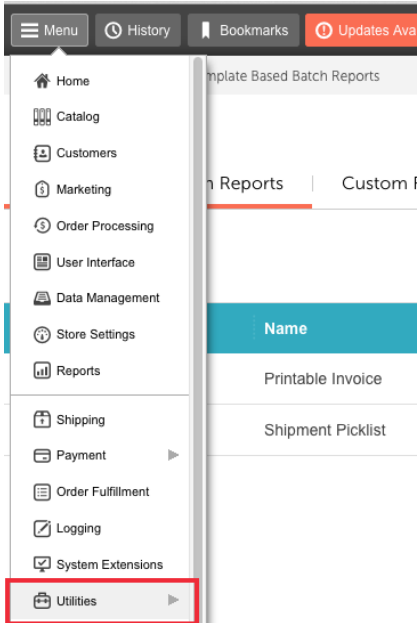 Menu History Bookmarks Updates Ava
mplate Based Batch Reports
Home
Catalog
Customers
Marketing
Reports Custom
Order Processing
User Interface
Data Management
Store Settings
Name
Reports
Printable Invoice
Shipping
Shipment Picklist
Payment
Order Fulfillment
Logging
System Extensions
Utilities